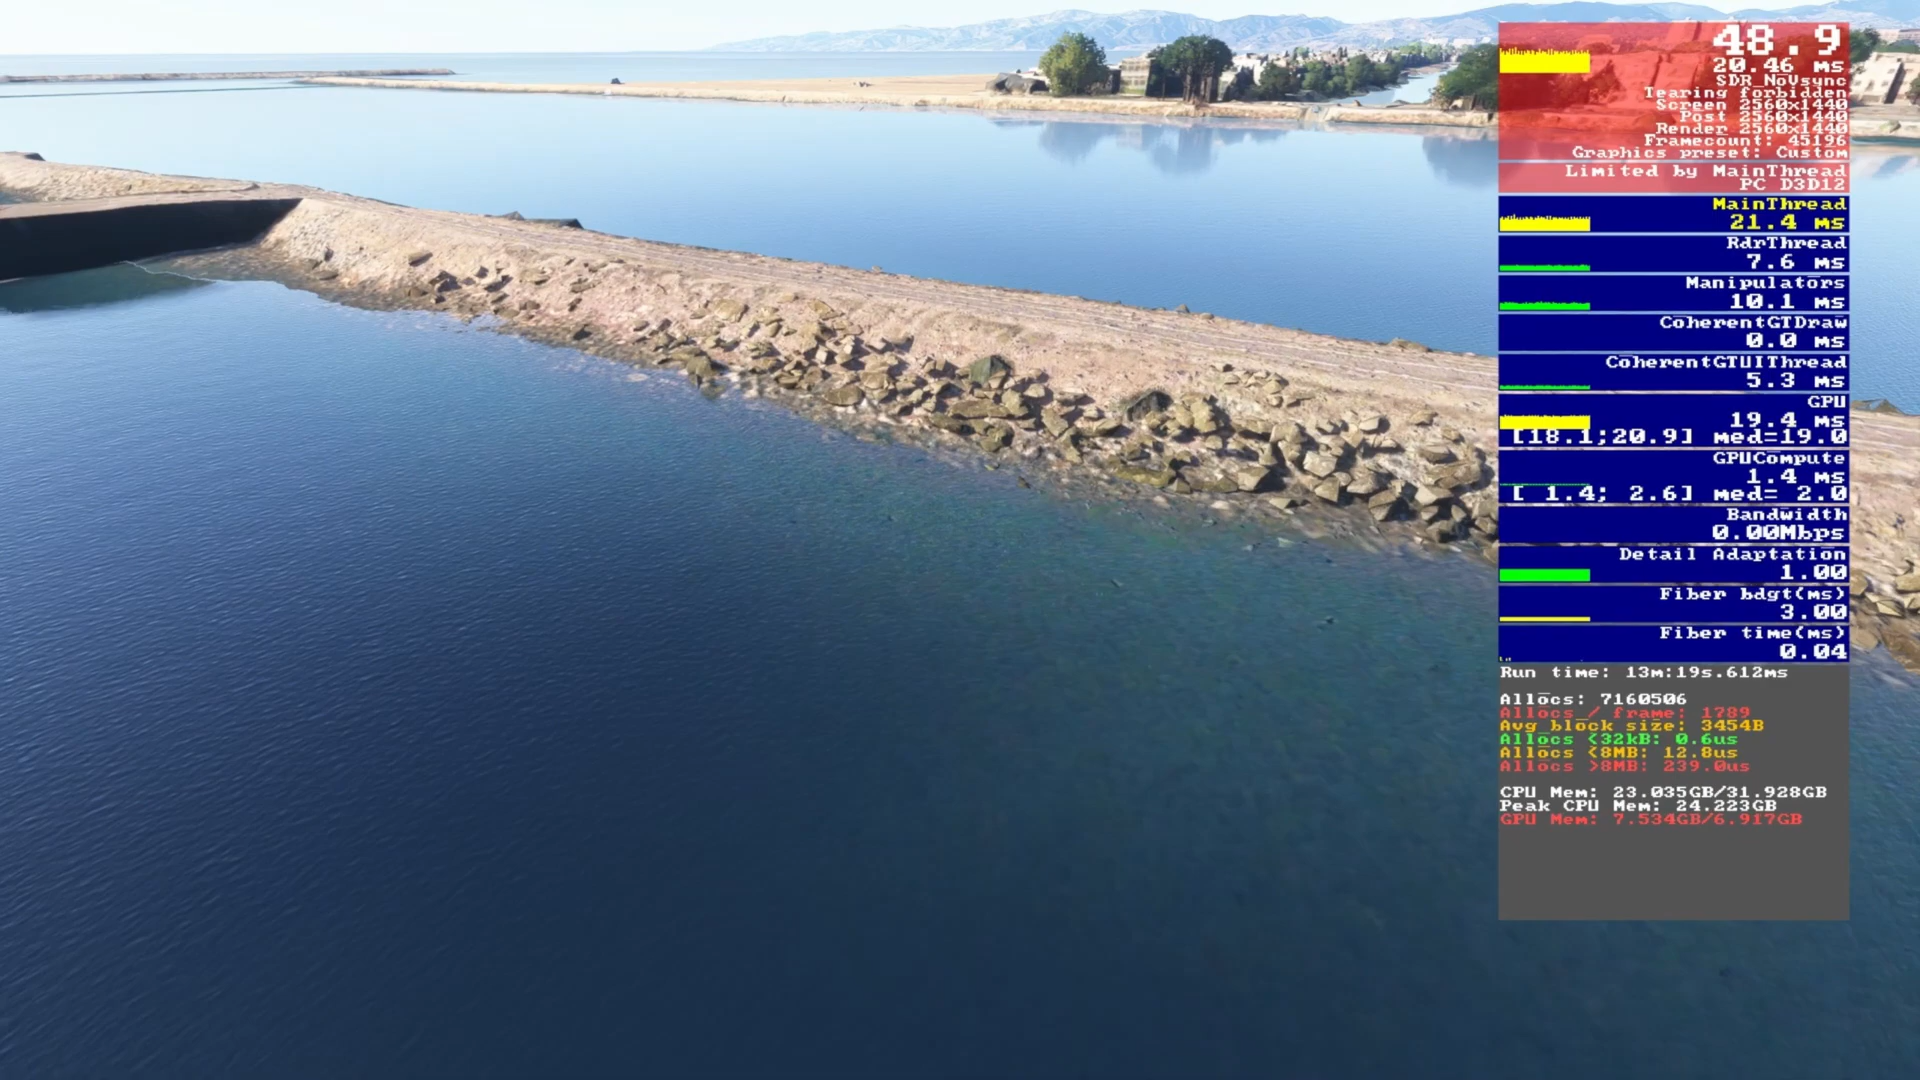 48.9
20.46 ms
SDR NoVsync
Tearing forbidden
Screen 2560x1440
Post 2560x1440
Render 2560x1440
Framecount: 45196
Graphics preset: Custom
Limited by MainThread
PC D3D12
MainThread
21.4 ms
RdrThread
7.6 ms
Manipulators
10.1 ms
CoherentGTDraw
0.0 ms
CoherentGTUIThread
5.3 ms
GPU
19.4 ms
[18.1;20.9] med=19.0
GPUCompute
1.4 ms
[ 1.4; 2.6] med= 2.0
Bandwidth
0.00Mbps
Detail Adaptation
1.00
Fiber bdgt(ms)
3.00
Fiber time(ms)
0.04
Run time: 13m:19s.612ms
Allocs: 7160506
Allocs / frame: 1789
Avg block size: 3454B
Allocs <32kB: 0.6us
Allocs <8MB: 12.8us
Allocs >8MB: 239.0us
CPU Mem: 23.035GB/31.928GB
Peak CPU Mem: 24.223GB
GPU Mem: 7.534GB/6.917GB